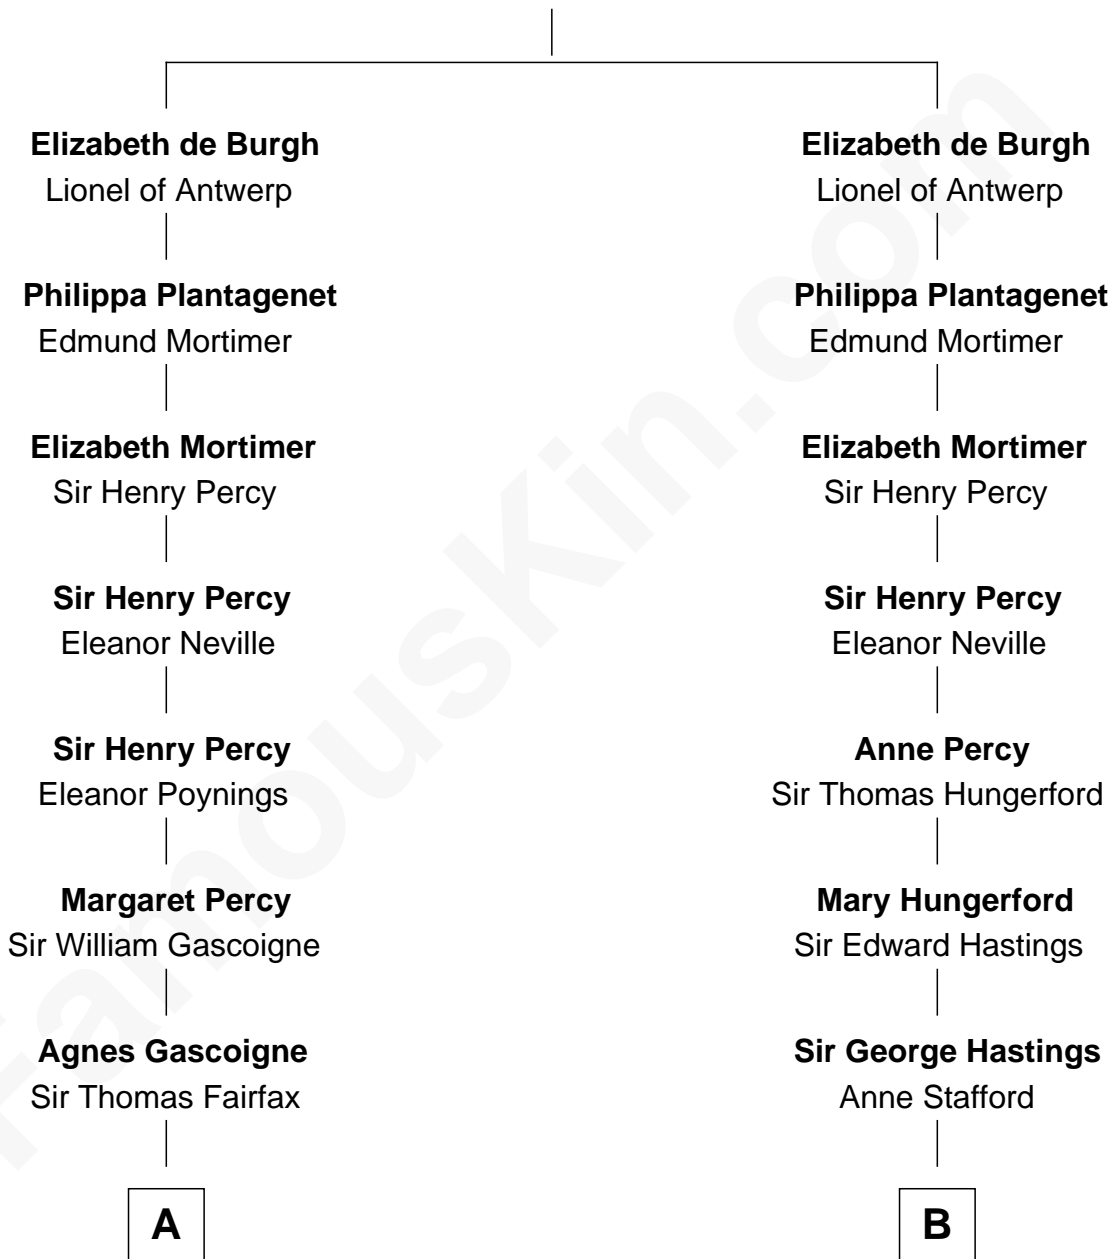 Elizabeth de Burgh
Lionel of Antwerp
Philippa Plantagenet
Edmund Mortimer
Elizabeth Mortimer
Sir Henry Percy
Sir Henry Percy
Eleanor Neville
Sir Henry Percy
Eleanor Poynings
Margaret Percy
Sir William Gascoigne
Agnes Gascoigne
Sir Thomas Fairfax
A
Elizabeth de Burgh
Lionel of Antwerp
Philippa Plantagenet
Edmund Mortimer
Elizabeth Mortimer
Sir Henry Percy
Sir Henry Percy
Eleanor Neville
Anne Percy
Sir Thomas Hungerford
Mary Hungerford
Sir Edward Hastings
Sir George Hastings
Anne Stafford
B
FamousKin.com